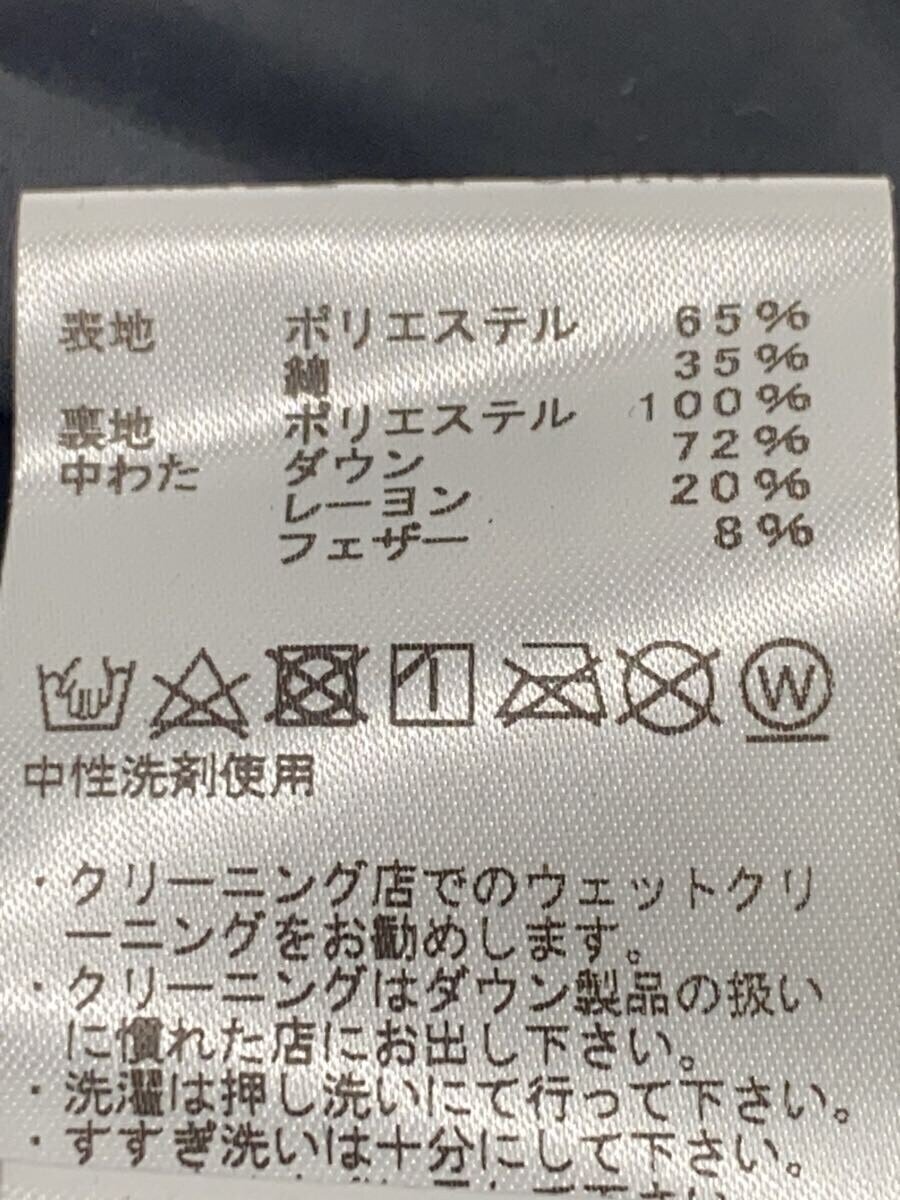 表地 ポリエステル 65%
綿 35%
裏地 ポリエステル 100%
中わた ダウン 72%
レーヨン 20%
フェザー 8%
W
中性洗剤使用
・クリーニング店でのウェットクリ
ーニングをお勧めします。
・クリーニングはダウン製品の扱い
に慣れた店にお出し下さい。
・洗濯は押し洗いにて行って下さい。
・すすぎ洗いは十分にして下さい。